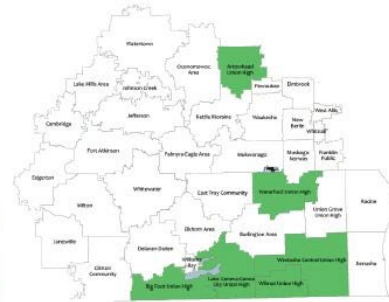 Watertown
Oconomowoc
Area
Arrowhead
Union High
Lake Mills Area
Johnson Creek
Pewaukee
Elmbrook
Cambridge
Jefferson
Kettle Moraine
Waukesha
New
Berlin
West Allis
Whitnall
Fort Atkinson
Palmyra-Eagle Area
Mukwonago
Muskego
Norway
Franklin
Public
Edgerton
Milton
Whitewater
East Troy Community
Waterford Union High
Racine
Union Grove
Union High
Janesville
Elkhorn Area
Burlington Area
Clinton
Community
Delavan-Darien
Williams
Bay
Westosha Central Union High
Kenosha
Big Foot Union High
Lake Geneva-Genoa
City Union High
Wilmot Union High